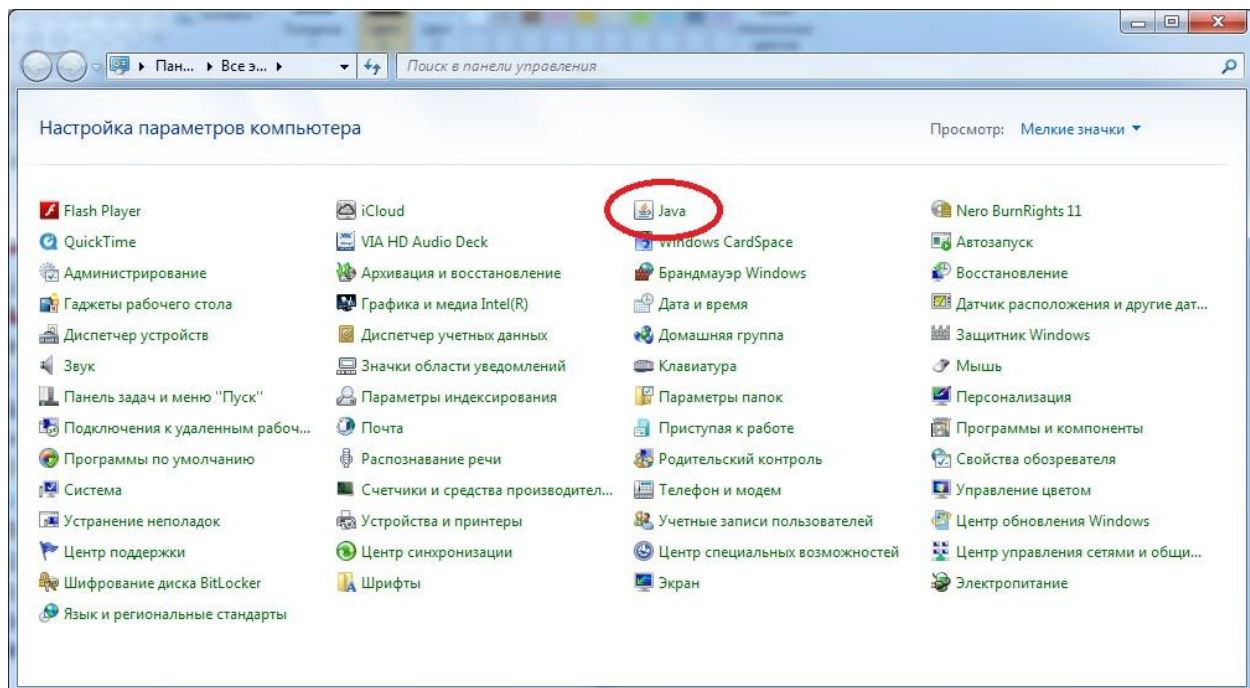 Пан... Все э... Поиск в панели управления
Настройка параметров компьютера Просмотр: Мелкие значки
Flash Player iCloud Java Nero BurnRights 11
QuickTime VIA HD Audio Deck Windows CardSpace Автозапуск
Администрирование Архивация и восстановление Брандмауэр Windows Восстановление
Гаджеты рабочего стола Графика и медиа Intel(R) Дата и время Датчик расположения и другие дат...
Диспетчер устройств Диспетчер учетных данных Домашняя группа Защитник Windows
Звук Значки области уведомлений Клавиатура Мышь
Панель задач и меню ''Пуск'' Параметры индексирования Параметры папок Персонализация
Подключения к удаленным рабоч... Почта Приступая к работе Программы и компоненты
Программы по умолчанию Распознавание речи Родительский контроль Свойства обозревателя
Система Счетчики и средства производител... Телефон и модем Управление цветом
Устранение неполадок Устройства и принтеры Учетные записи пользователей Центр обновления Windows
Центр поддержки Центр синхронизации Центр специальных возможностей Центр управления сетями и общи...
Шифрование диска BitLocker Шрифты Экран Электропитание
Язык и региональные стандарты